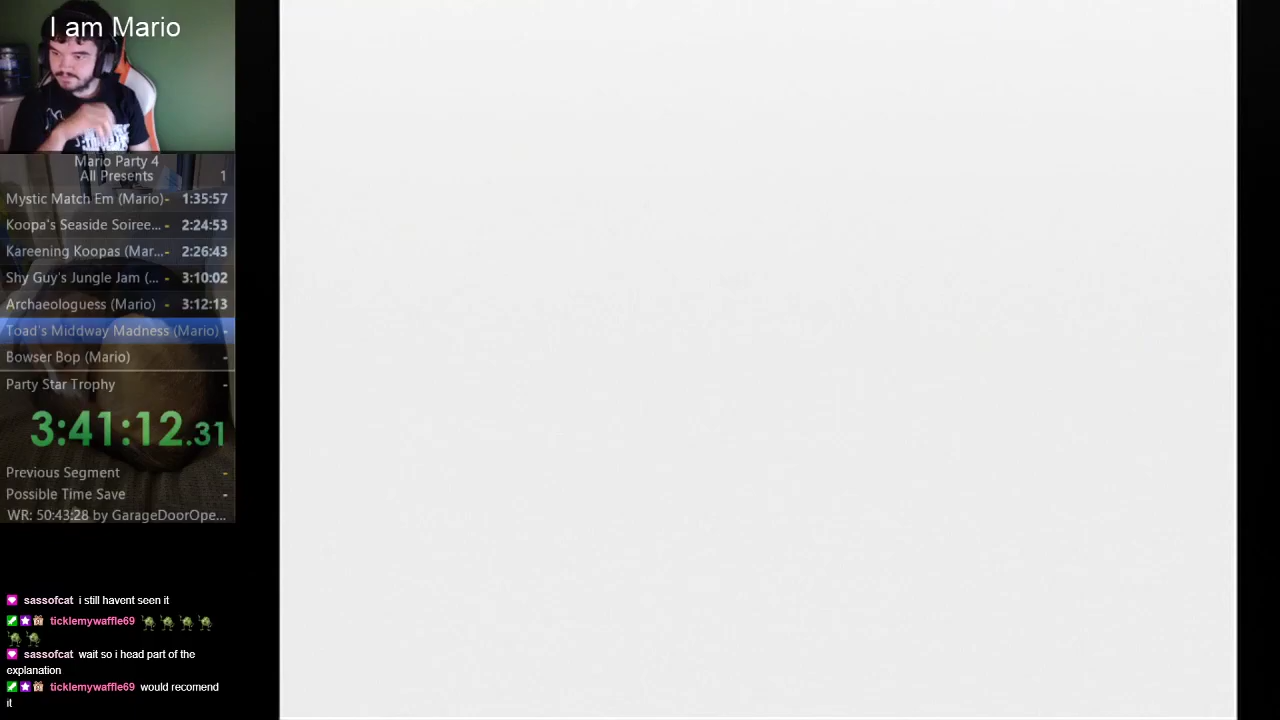 I am Mario
Mario Party 4
All Presents 1
Mystic Match Em (Mario) - 1:35:57
Koopa's Seaside Soiree... - 2:24:53
Kareening Koopas (Mar... - 2:26:43
Shy Guy's Jungle Jam (... - 3:10:02
Archaeologuess (Mario) - 3:12:13
Toad's Middway Madness (Mario) -
Bowser Bop (Mario) -
Party Star Trophy -
3:41:12.31
Previous Segment -
Possible Time Save -
WR: 50:43:28 by GarageDoorOpe...
sassofcat i still havent seen it
ticklemywaffle69
sassofcat wait so i head part of the
explanation
ticklemywaffle69 would recomend
it